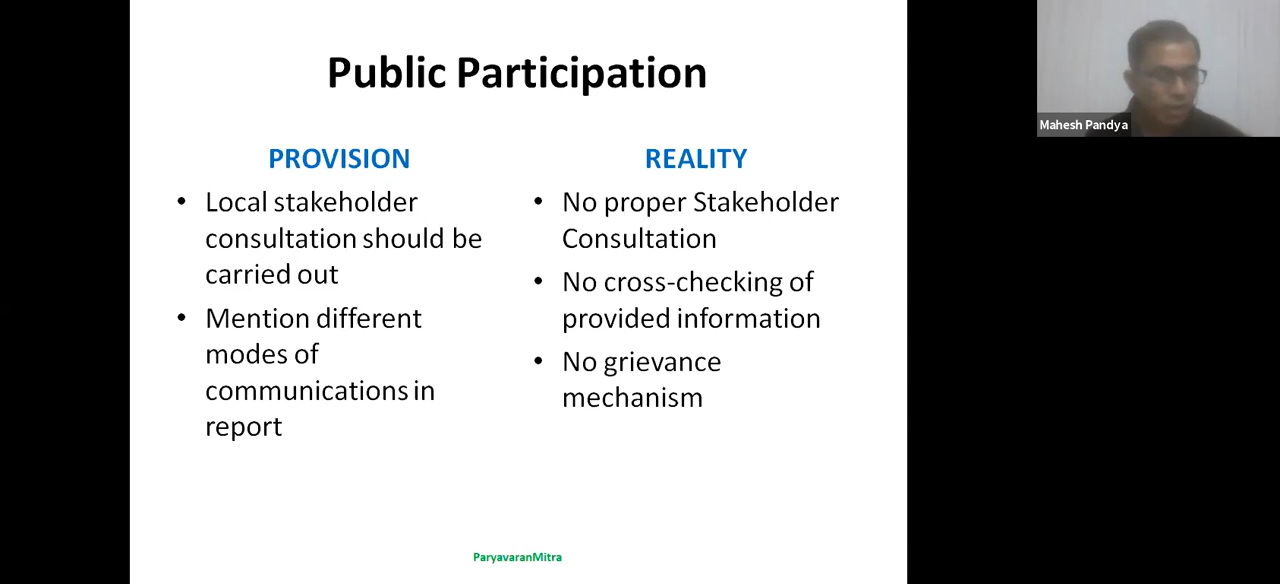 Public Participation
PROVISION
• Local stakeholder
consultation should be
carried out
• Mention different
modes of
communications in
report
REALITY
• No proper Stakeholder
Consultation
• No cross-checking of
provided information
• No grievance
mechanism
ParyavaranMitra
Mahesh Pandya